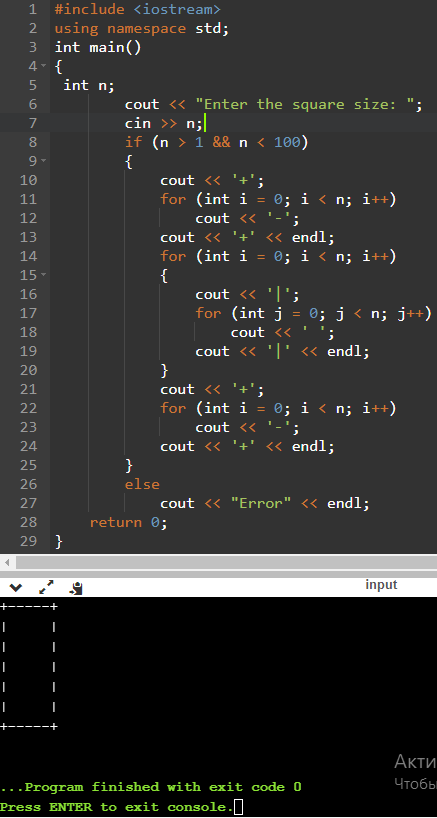 1 #include <iostream>
2 using namespace std;
3 int main()
4 {
5  int n;
6         cout << "Enter the square size: ";
7         cin >> n;
8         if (n > 1 && n < 100)
9         {
10             cout << '+';
11             for (int i = 0; i < n; i++)
12                 cout << '-';
13             cout << '+' << endl;
14             for (int i = 0; i < n; i++)
15             {
16                 cout << '|';
17                 for (int j = 0; j < n; j++)
18                     cout << ' ';
19                 cout << '|' << endl;
20             }
21             cout << '+';
22             for (int i = 0; i < n; i++)
23                 cout << '-';
24             cout << '+' << endl;
25         }
26         else
27             cout << "Error" << endl;
28     return 0;
29 }
input
+-----+
|     |
|     |
|     |
|     |
|     |
+-----+
Акти
...Program finished with exit code 0
Чтобы
Press ENTER to exit console.